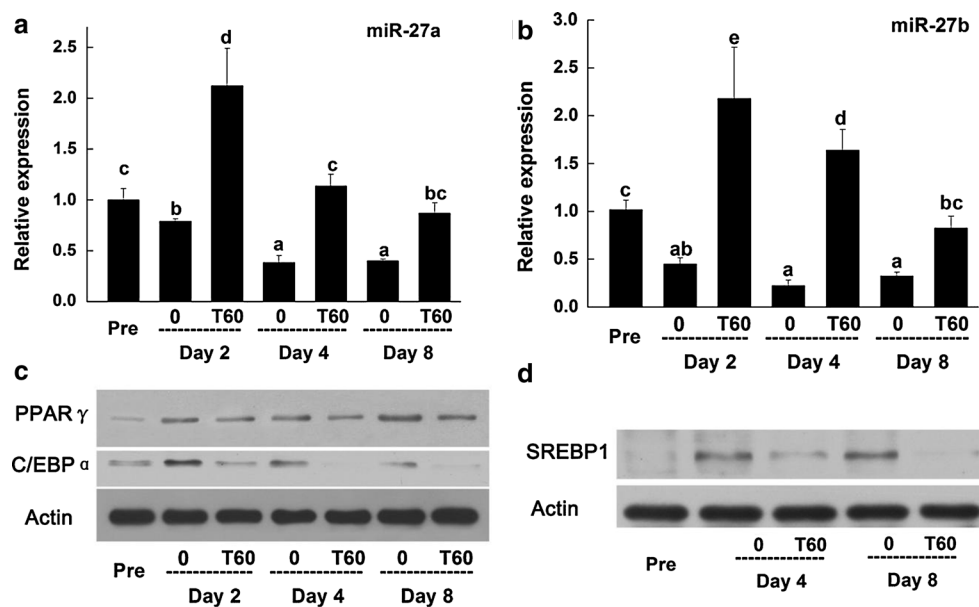 a
miR-27a
Relative expression
2.5
2.0
1.5
1.0
0.5
0.0
c
b
d
a
c
a
bc
Pre
0 T60 0 T60 0 T60
Day 2 Day 4 Day 8
b
miR-27b
Relative expression
3.0
2.5
2.0
1.5
1.0
0.5
0.0
c
ab
e
a
d
a
bc
Pre
0 T60 0 T60 0 T60
Day 2 Day 4 Day 8
c
PPAR γ
C/EBP α
Actin
Pre
0 T60 0 T60 0 T60
Day 2 Day 4 Day 8
d
SREBP1
Actin
Pre
0 T60 0 T60
Day 4 Day 8